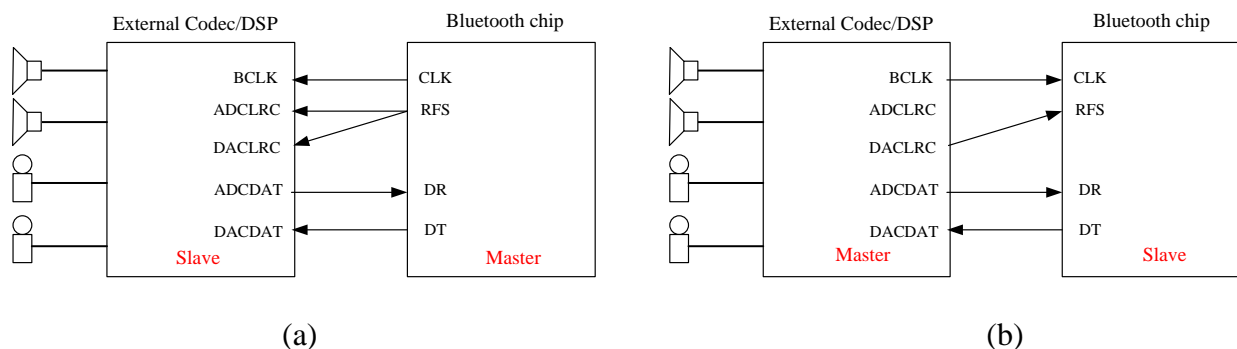 External Codec/DSP
Bluetooth chip
BCLK
CLK
ADCLRC
RFS
DACLRC
ADCDAT
DR
DACDAT
DT
Slave
Master
(a)
External Codec/DSP
Bluetooth chip
BCLK
CLK
ADCLRC
RFS
DACLRC
ADCDAT
DR
DACDAT
DT
Master
Slave
(b)